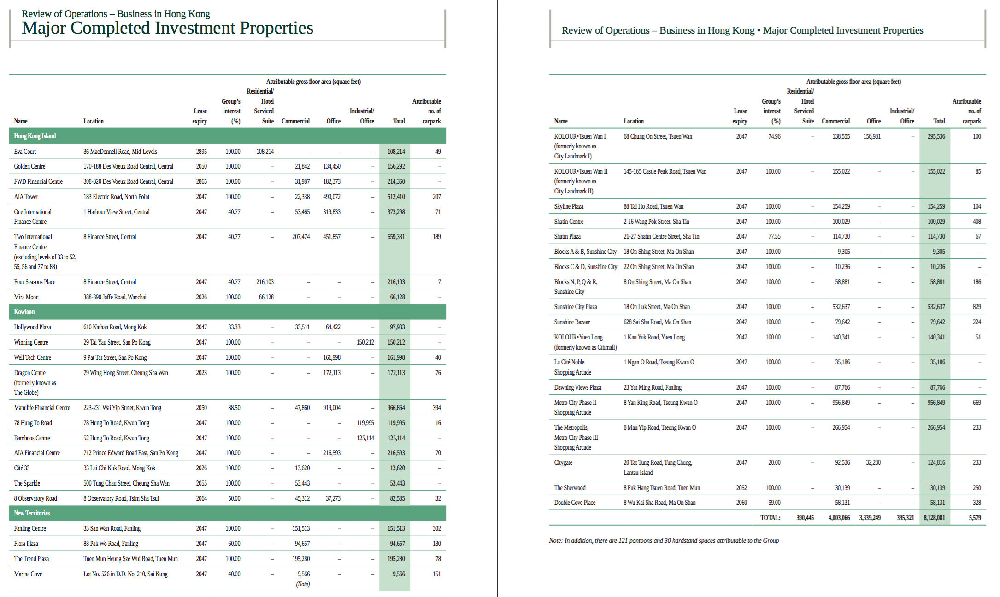 Review of Operations – Business in Hong Kong
Major Completed Investment Properties
Attributable gross floor area (square feet)
Residential/
Group’s Hotel Attributable
Lease interest Serviced Industrial/ no. of
Name Location expiry (%) Suite Commercial Office Office Total carpark
Hong Kong Island
Eva Court 36 MacDonnell Road, Mid-Levels 2895 100.00 108,214 – – – 108,214 49
Golden Centre 170-188 Des Voeux Road Central, Central 2050 100.00 – 21,842 134,450 – 156,292 –
FWD Financial Centre 308-320 Des Voeux Road Central, Central 2865 100.00 – 31,987 182,373 – 214,360 –
AIA Tower 183 Electric Road, North Point 2047 100.00 – 22,338 490,072 – 512,410 207
One International 1 Harbour View Street, Central 2047 40.77 – 53,465 319,833 – 373,298 71
Finance Centre
Two International 8 Finance Street, Central 2047 40.77 – 207,474 451,857 – 659,331 189
Finance Centre
(excluding levels of 33 to 52,
55, 56 and 77 to 88)
Four Seasons Place 8 Finance Street, Central 2047 40.77 216,103 – – – 216,103 7
Mira Moon 388-390 Jaffe Road, Wanchai 2026 100.00 66,128 – – – 66,128 –
Kowloon
Hollywood Plaza 610 Nathan Road, Mong Kok 2047 33.33 – 33,511 64,422 – 97,933 –
Winning Centre 29 Tai Yau Street, San Po Kong 2047 100.00 – – – 150,212 150,212 –
Well Tech Centre 9 Pat Tat Street, San Po Kong 2047 100.00 – – 161,998 – 161,998 40
Dragon Centre 79 Wing Hong Street, Cheung Sha Wan 2023 100.00 – – 172,113 – 172,113 76
(formerly known as
The Globe)
Manulife Financial Centre 223-231 Wai Yip Street, Kwun Tong 2050 88.50 – 47,860 919,004 – 966,864 394
78 Hung To Road 78 Hung To Road, Kwun Tong 2047 100.00 – – – 119,995 119,995 16
Bamboos Centre 52 Hung To Road, Kwun Tong 2047 100.00 – – – 125,114 125,114 –
AIA Financial Centre 712 Prince Edward Road East, San Po Kong 2047 100.00 – – 216,593 – 216,593 70
Cité 33 33 Lai Chi Kok Road, Mong Kok 2026 100.00 – 13,620 – – 13,620 –
The Sparkle 500 Tung Chau Street, Cheung Sha Wan 2055 100.00 – 53,443 – – 53,443 –
8 Observatory Road 8 Observatory Road, Tsim Sha Tsui 2064 50.00 – 45,312 37,273 – 82,585 32
New Territories
Fanling Centre 33 San Wan Road, Fanling 2047 100.00 – 151,513 – – 151,513 302
Flora Plaza 88 Pak Wo Road, Fanling 2047 60.00 – 94,657 – – 94,657 130
The Trend Plaza Tuen Mun Heung Sze Wui Road, Tuen Mun 2047 100.00 – 195,280 – – 195,280 78
Marina Cove Lot No. 526 in D.D. No. 210, Sai Kung 2047 40.00 – 9,566 – – 9,566 151
(Note)
Review of Operations – Business in Hong Kong • Major Completed Investment Properties
Attributable gross floor area (square feet)
Residential/
Group’s Hotel Attributable
Lease interest Serviced Industrial/ no. of
Name Location expiry (%) Suite Commercial Office Office Total carpark
KOLOUR•Tsuen Wan I 68 Chung On Street, Tsuen Wan 2047 74.96 – 138,555 156,981 – 295,536 100
(formerly known as
City Landmark I)
KOLOUR•Tsuen Wan II 145-165 Castle Peak Road, Tsuen Wan 2047 100.00 – 155,022 – – 155,022 85
(formerly known as
City Landmark II)
Skyline Plaza 88 Tai Ho Road, Tsuen Wan 2047 100.00 – 154,259 – – 154,259 104
Shatin Centre 2-16 Wang Pok Street, Sha Tin 2047 100.00 – 100,029 – – 100,029 408
Shatin Plaza 21-27 Shatin Centre Street, Sha Tin 2047 77.55 – 114,730 – – 114,730 67
Blocks A & B, Sunshine City 18 On Shing Street, Ma On Shan 2047 100.00 – 9,305 – – 9,305 –
Blocks C & D, Sunshine City 22 On Shing Street, Ma On Shan 2047 100.00 – 10,236 – – 10,236 –
Blocks N, P, Q & R, 8 On Shing Street, Ma On Shan 2047 100.00 – 58,881 – – 58,881 186
Sunshine City
Sunshine City Plaza 18 On Luk Street, Ma On Shan 2047 100.00 – 532,637 – – 532,637 829
Sunshine Bazaar 628 Sai Sha Road, Ma On Shan 2047 100.00 – 79,642 – – 79,642 224
KOLOUR•Yuen Long 1 Kau Yuk Road, Yuen Long 2047 100.00 – 140,341 – – 140,341 51
(formerly known as Citimall)
La Cité Noble 1 Ngan O Road, Tseung Kwan O 2047 100.00 – 35,186 – – 35,186 –
Shopping Arcade
Dawning Views Plaza 23 Yat Ming Road, Fanling 2047 100.00 – 87,766 – – 87,766 –
Metro City Phase II 8 Yan King Road, Tseung Kwan O 2047 100.00 – 956,849 – – 956,849 669
Shopping Arcade
The Metropolis, 8 Mau Yip Road, Tseung Kwan O 2047 100.00 – 266,954 – – 266,954 233
Metro City Phase III
Shopping Arcade
Citygate 20 Tat Tung Road, Tung Chung, 2047 20.00 – 92,536 32,280 – 124,816 233
Lantau Island
The Sherwood 8 Fuk Hang Tsuen Road, Tuen Mun 2052 100.00 – 30,139 – – 30,139 250
Double Cove Place 8 Wu Kai Sha Road, Ma On Shan 2060 59.00 – 58,131 – – 58,131 328
TOTAL: 390,445 4,003,066 3,339,249 395,321 8,128,081 5,579
Note: In addition, there are 121 pontoons and 30 hardstand spaces attributable to the Group